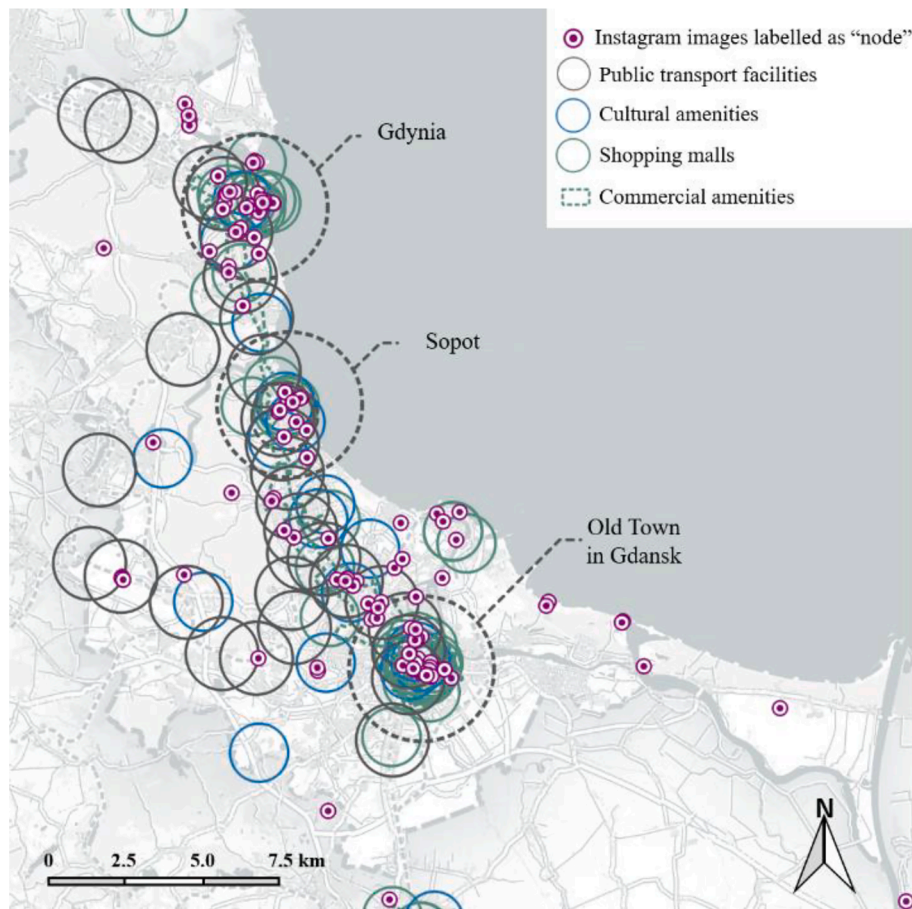 Instagram images labelled as “node”
Public transport facilities
Cultural amenities
Shopping malls
Commercial amenities
Gdynia
Sopot
Old Town
in Gdansk
N
0 2.5 5.0 7.5 km